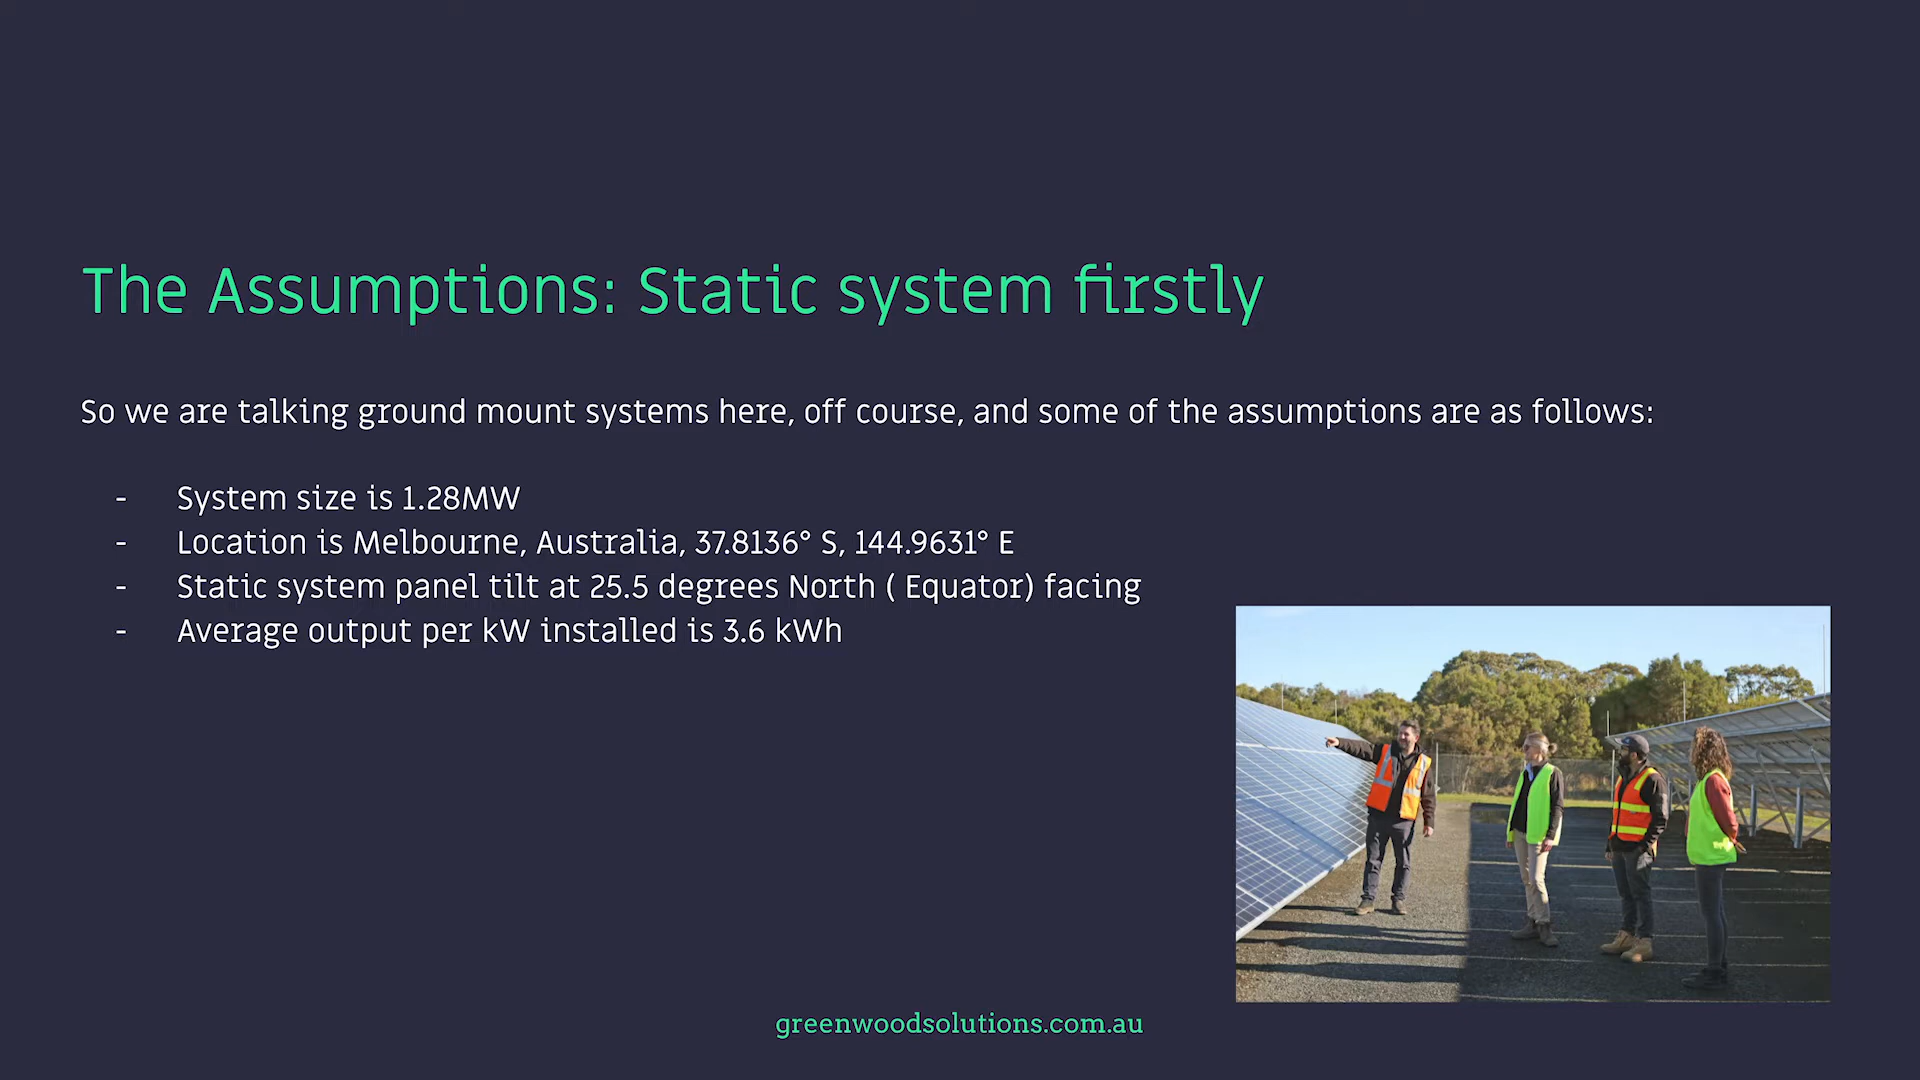 The Assumptions: Static system firstly
So we are talking ground mount systems here, off course, and some of the assumptions are as follows:
- System size is 1.28MW
- Location is Melbourne, Australia, 37.8136° S, 144.9631° E
- Static system panel tilt at 25.5 degrees North ( Equator) facing
- Average output per kW installed is 3.6 kWh
greenwoodsolutions.com.au